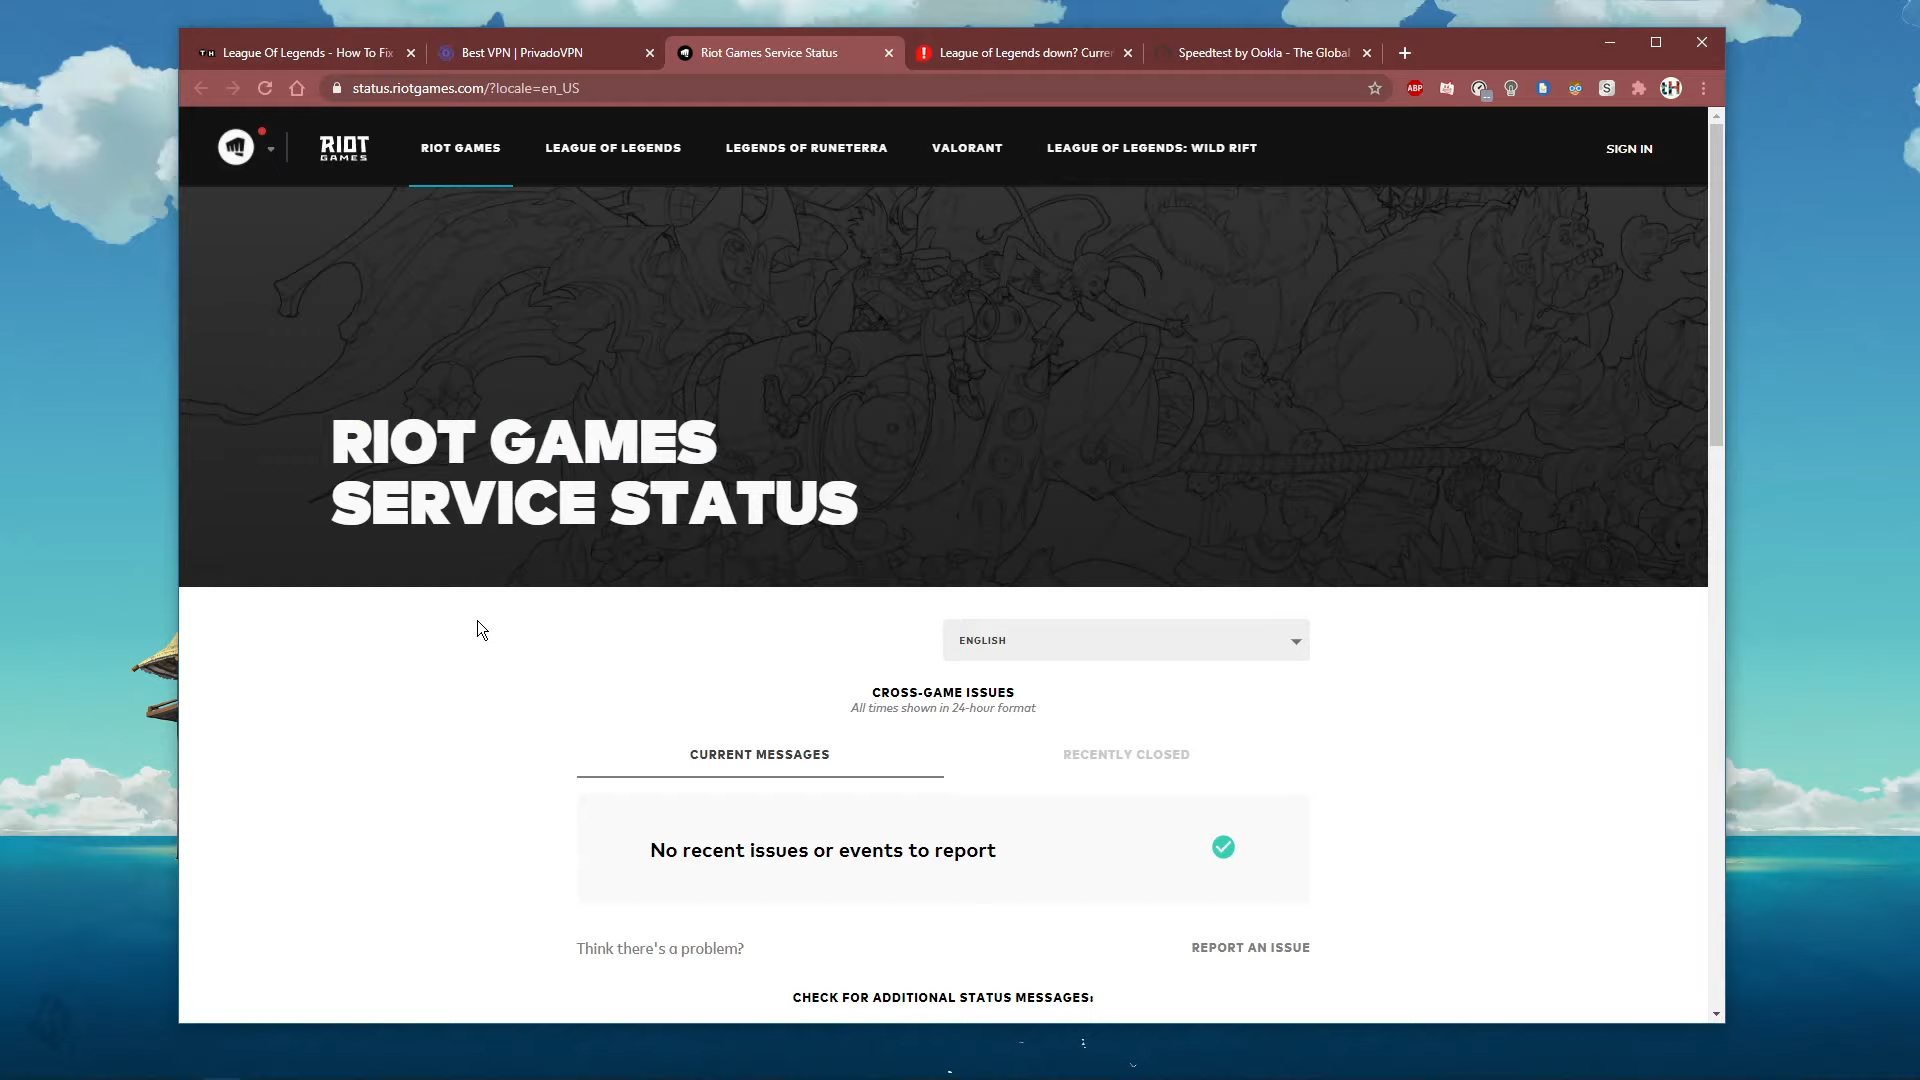 League Of Legends - How To Fix
Best VPN | PrivadoVPN
Riot Games Service Status
League of Legends down? Currer
Speedtest by Ookla - The Global
status.riotgames.com/?locale=en_US
ABP
S
RIOT
GAMES
RIOT GAMES
LEAGUE OF LEGENDS
LEGENDS OF RUNETERRA
VALORANT
LEAGUE OF LEGENDS: WILD RIFT
SIGN IN
RIOT GAMES
SERVICE STATUS
ENGLISH
CROSS-GAME ISSUES
All times shown in 24-hour format
CURRENT MESSAGES
RECENTLY CLOSED
No recent issues or events to report
Think there's a problem?
REPORT AN ISSUE
CHECK FOR ADDITIONAL STATUS MESSAGES: